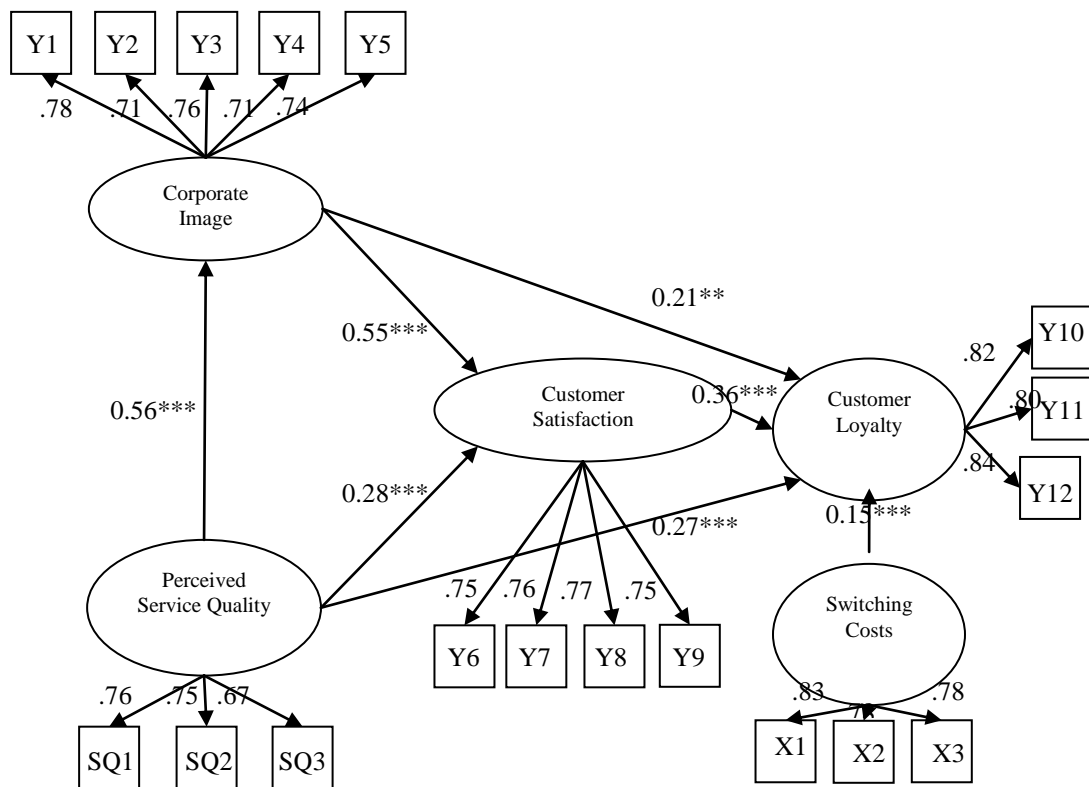 Y1 Y2 Y3 Y4 Y5
.78 .71 .76 .71 .74
Corporate
Image
0.21**
0.55***
Y10
.82
Customer
Satisfaction
0.36***
Customer
Loyalty
.80
Y11
0.56***
.84
Y12
0.28***
0.27***
0.15***
Perceived
Service Quality
.75 .76 .77 .75
Switching
Costs
Y6 Y7 Y8 Y9
.76 .75 .67
.83 .78
SQ1 SQ2 SQ3
X1 X2 X3